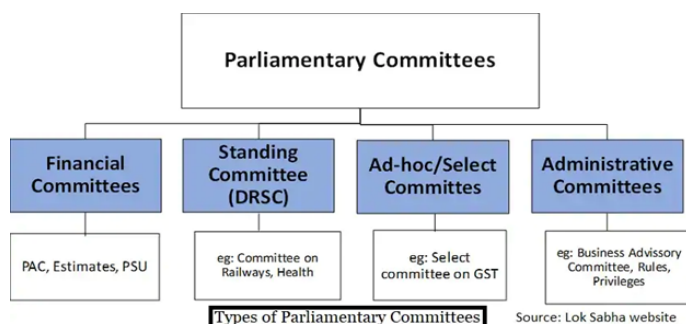 Parliamentary Committees
Financial
Committees
Standing
Committee
(DRSC)
Ad-hoc/Select
Committes
Administrative
Committees
PAC, Estimates, PSU
eg: Committee on
Railways, Health
eg: Select
committee on GST
eg: Business Advisory
Committee, Rules,
Privileges
Types of Parliamentary Committees
Source: Lok Sabha website